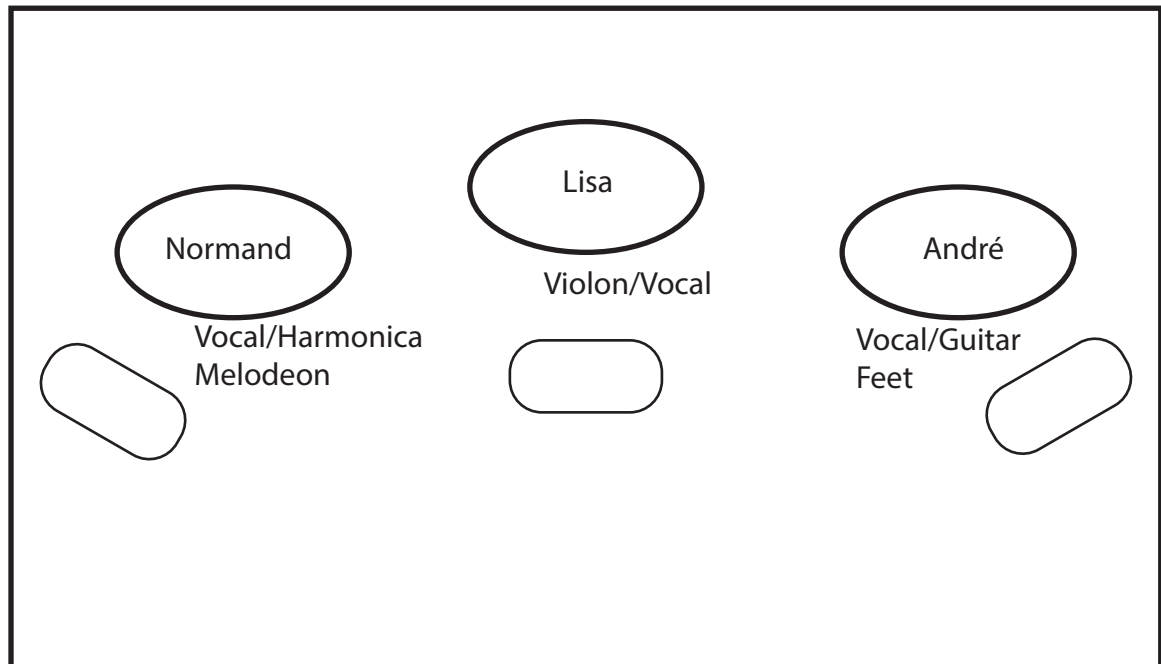 Lisa
Normand
André
Violon/Vocal
Vocal/Harmonica
Melodeon
Vocal/Guitar
Feet